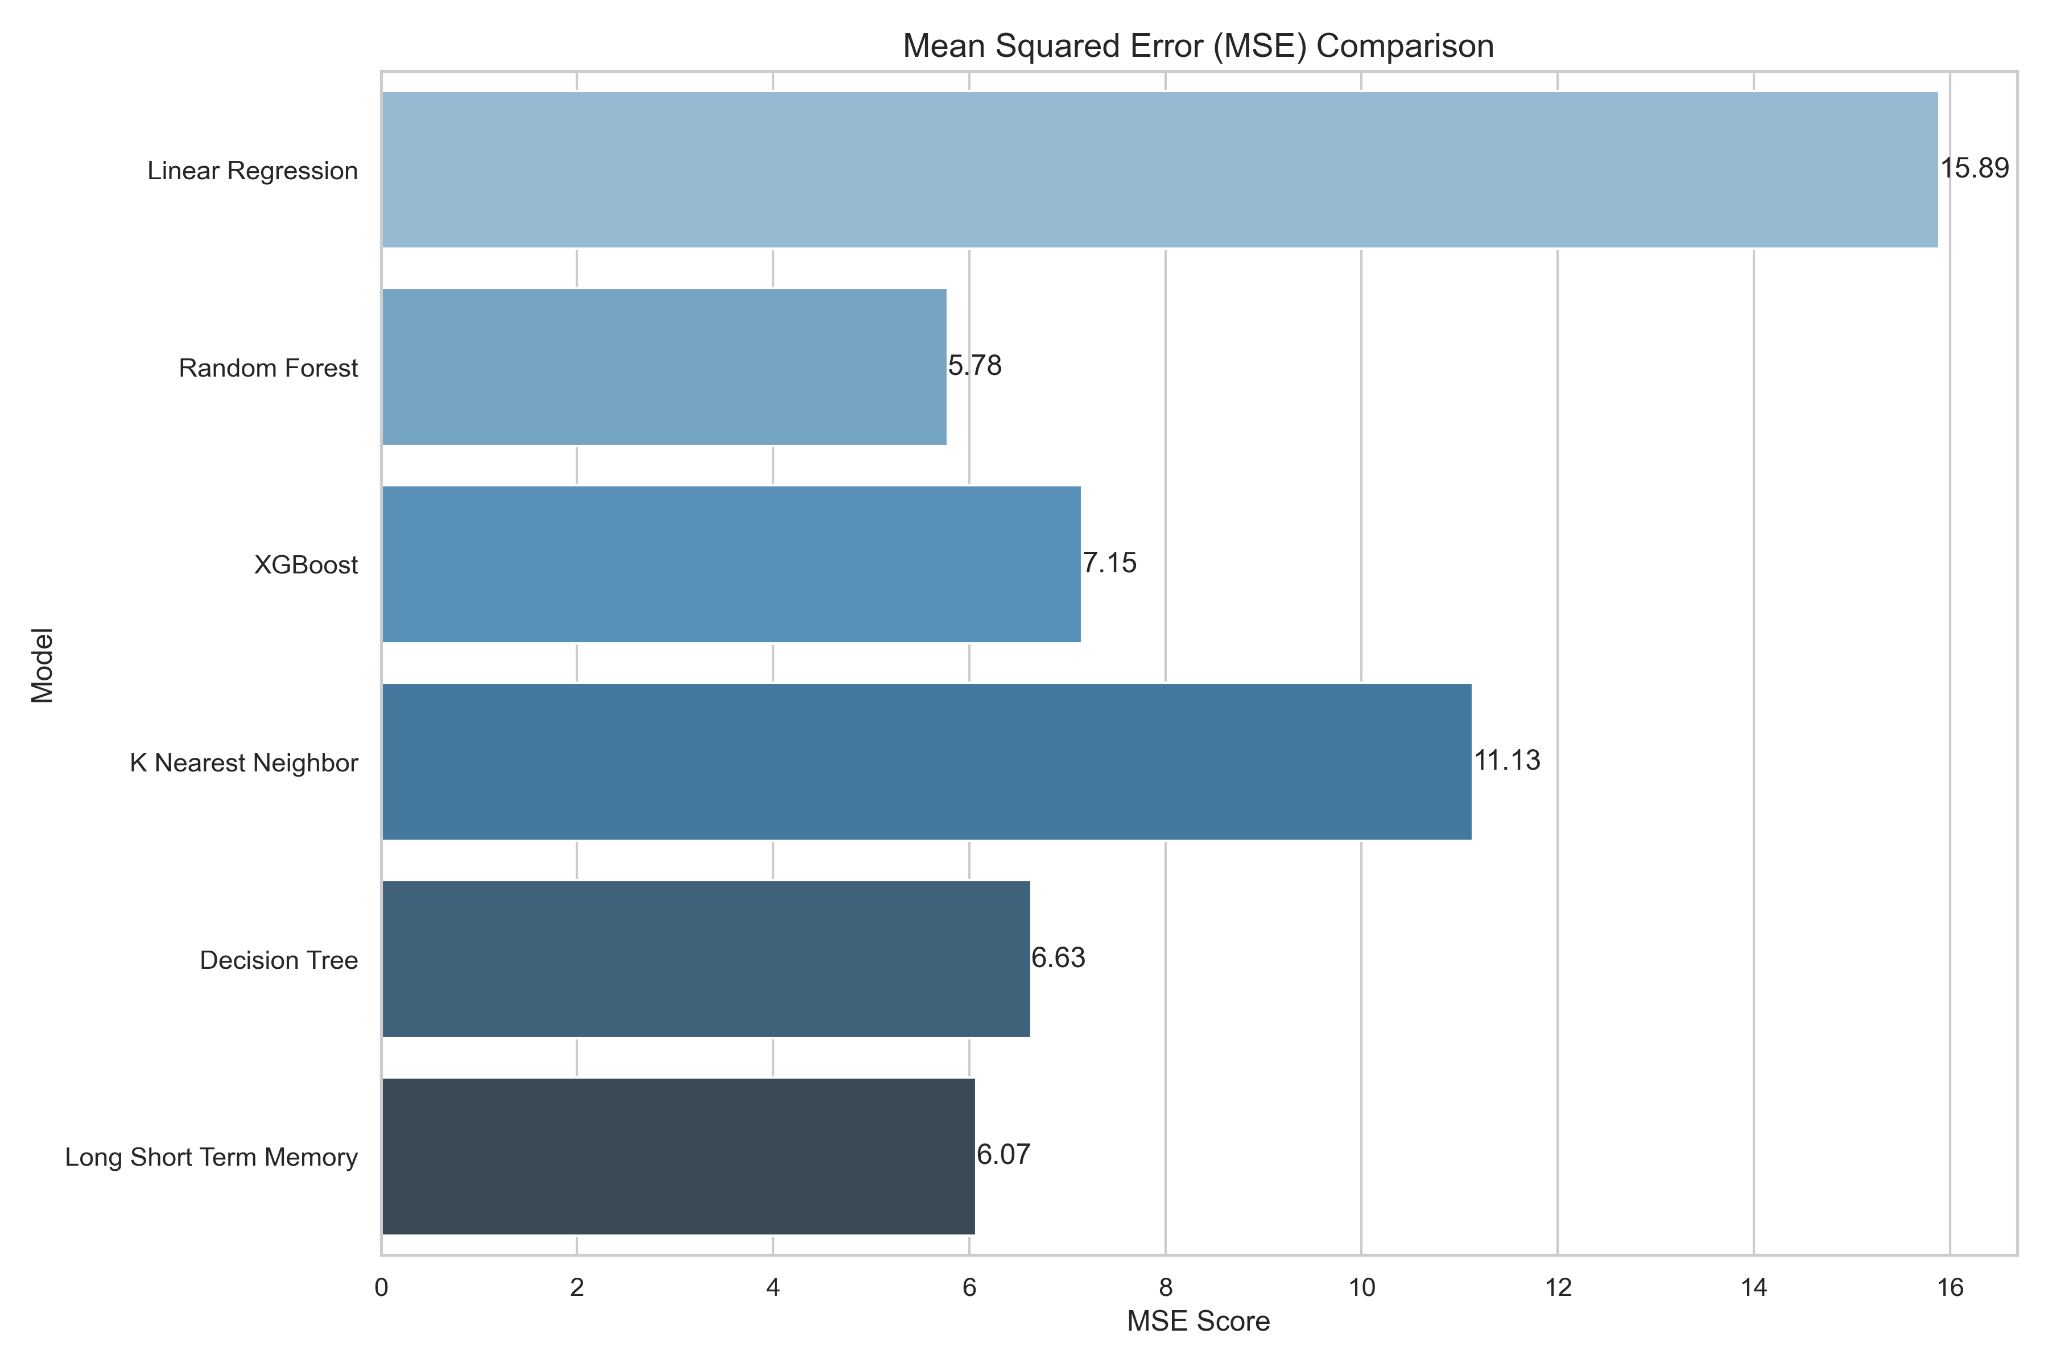 Mean Squared Error (MSE) Comparison
Linear Regression
15.89
Random Forest
5.78
XGBoost
7.15
Model
K Nearest Neighbor
11.13
Decision Tree
6.63
Long Short Term Memory
6.07
0 2 4 6 8 10 12 14 16
MSE Score